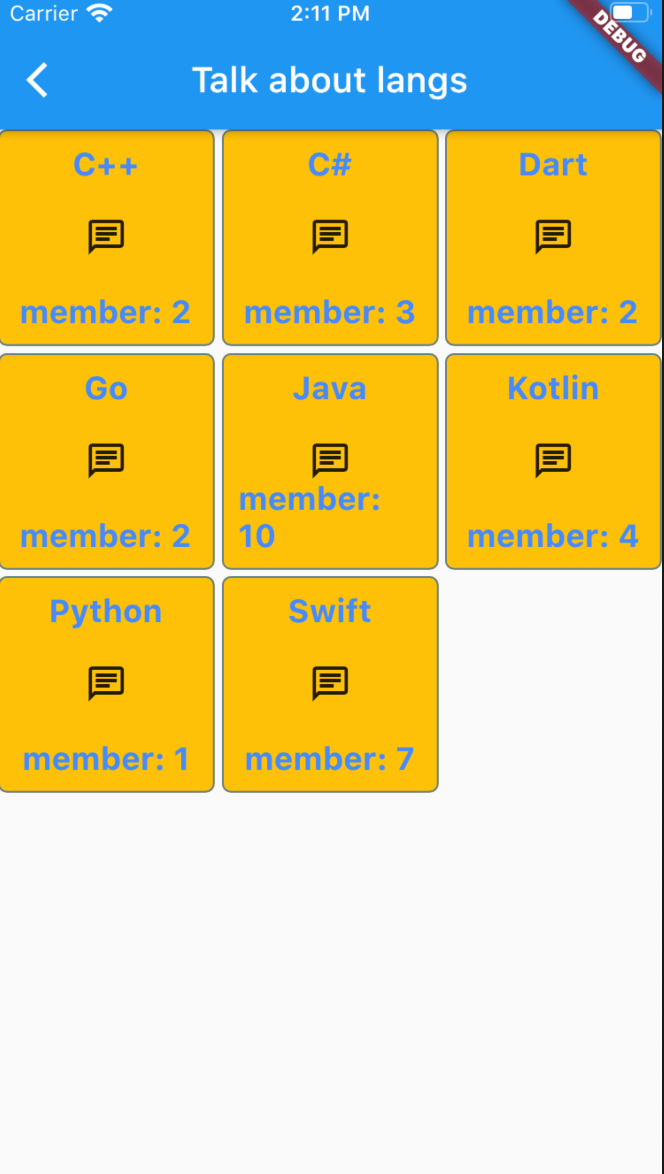 Carrier 2:11 PM
DEBUG
Talk about langs
C++ C# Dart
member: 2 member: 3 member: 2
Go Java Kotlin
member: 2 member: 10 member: 4
Python Swift
member: 1 member: 7